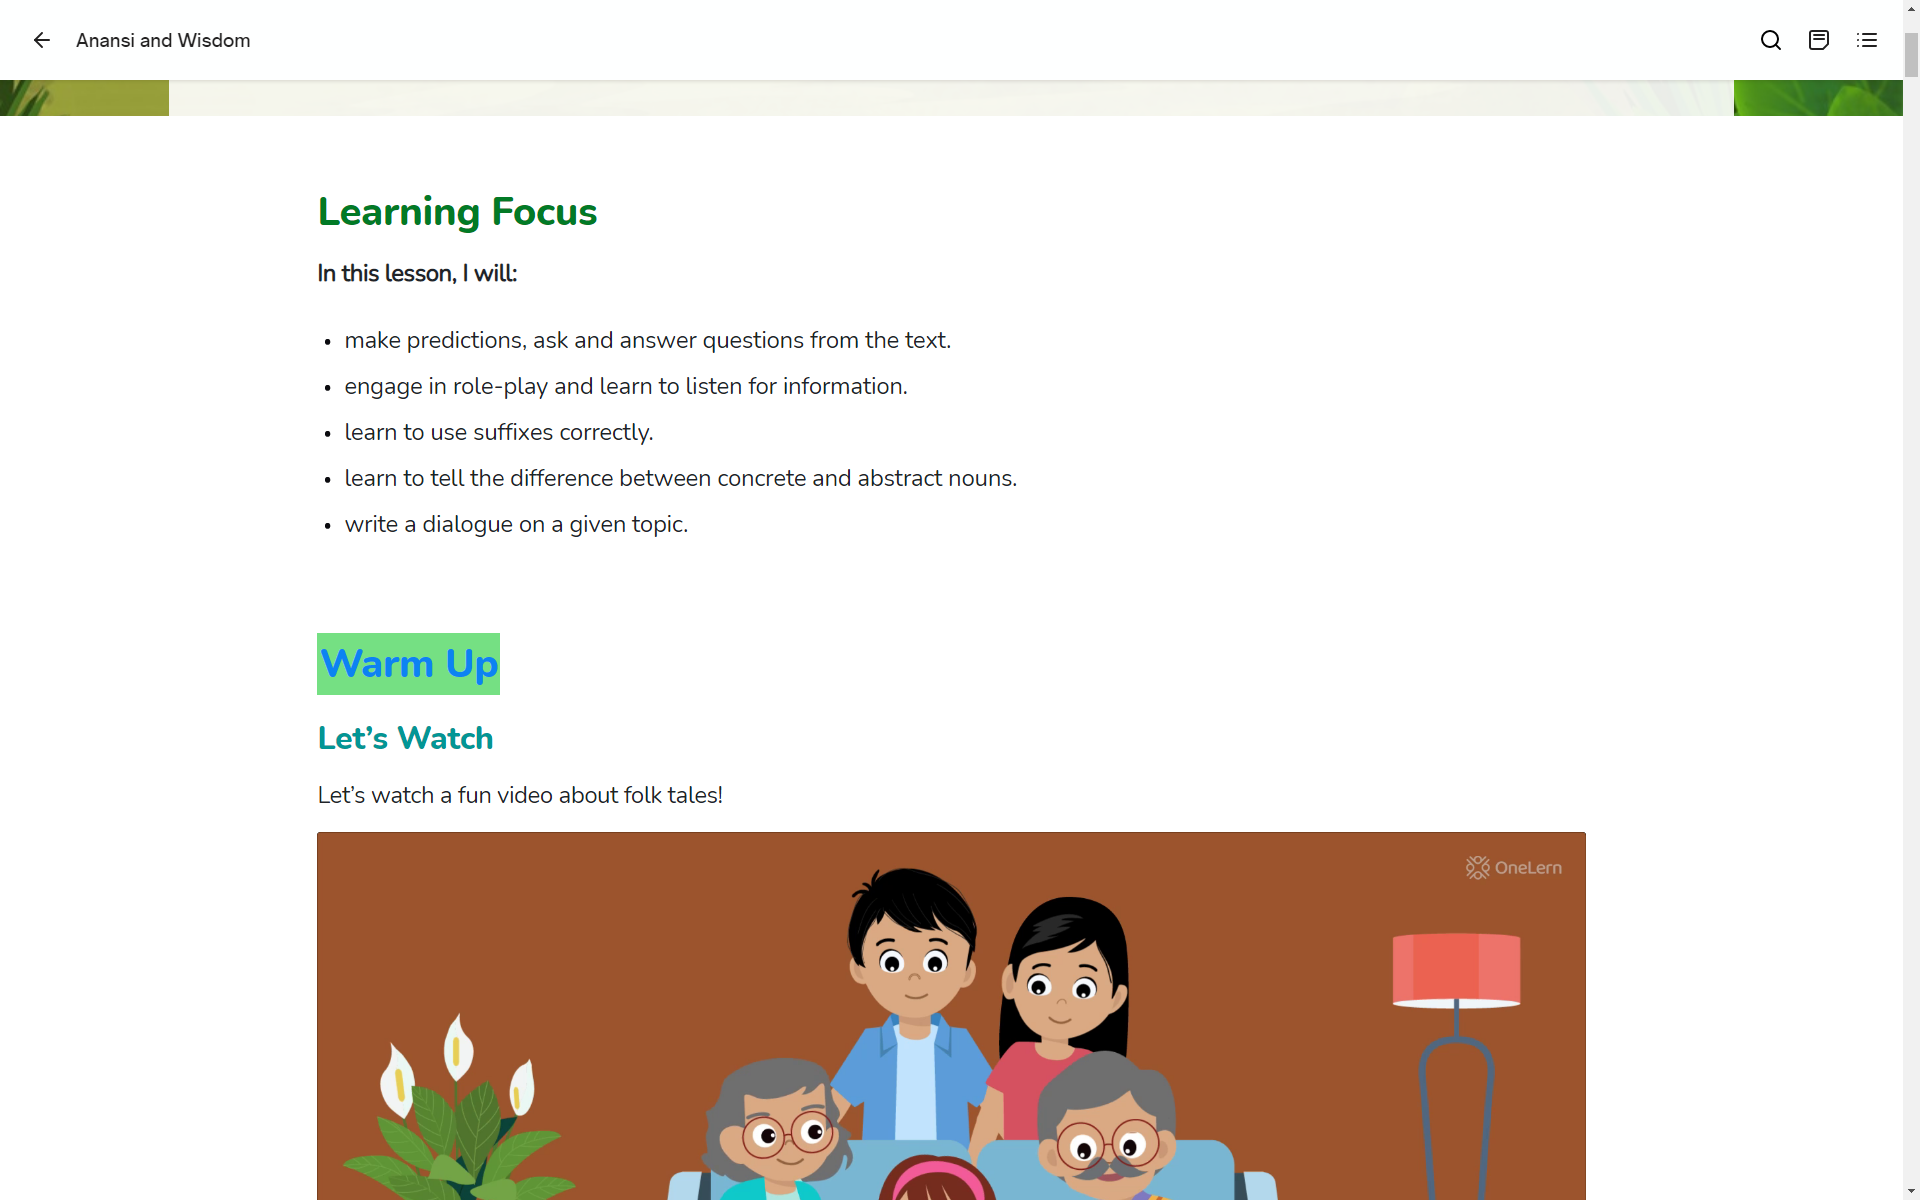 Anansi and Wisdom
Learning Focus
In this lesson, I will:
• make predictions, ask and answer questions from the text.
• engage in role-play and learn to listen for information.
• learn to use suffixes correctly.
• learn to tell the difference between concrete and abstract nouns.
• write a dialogue on a given topic.
Warm Up
Let’s Watch
Let’s watch a fun video about folk tales!
OneLern